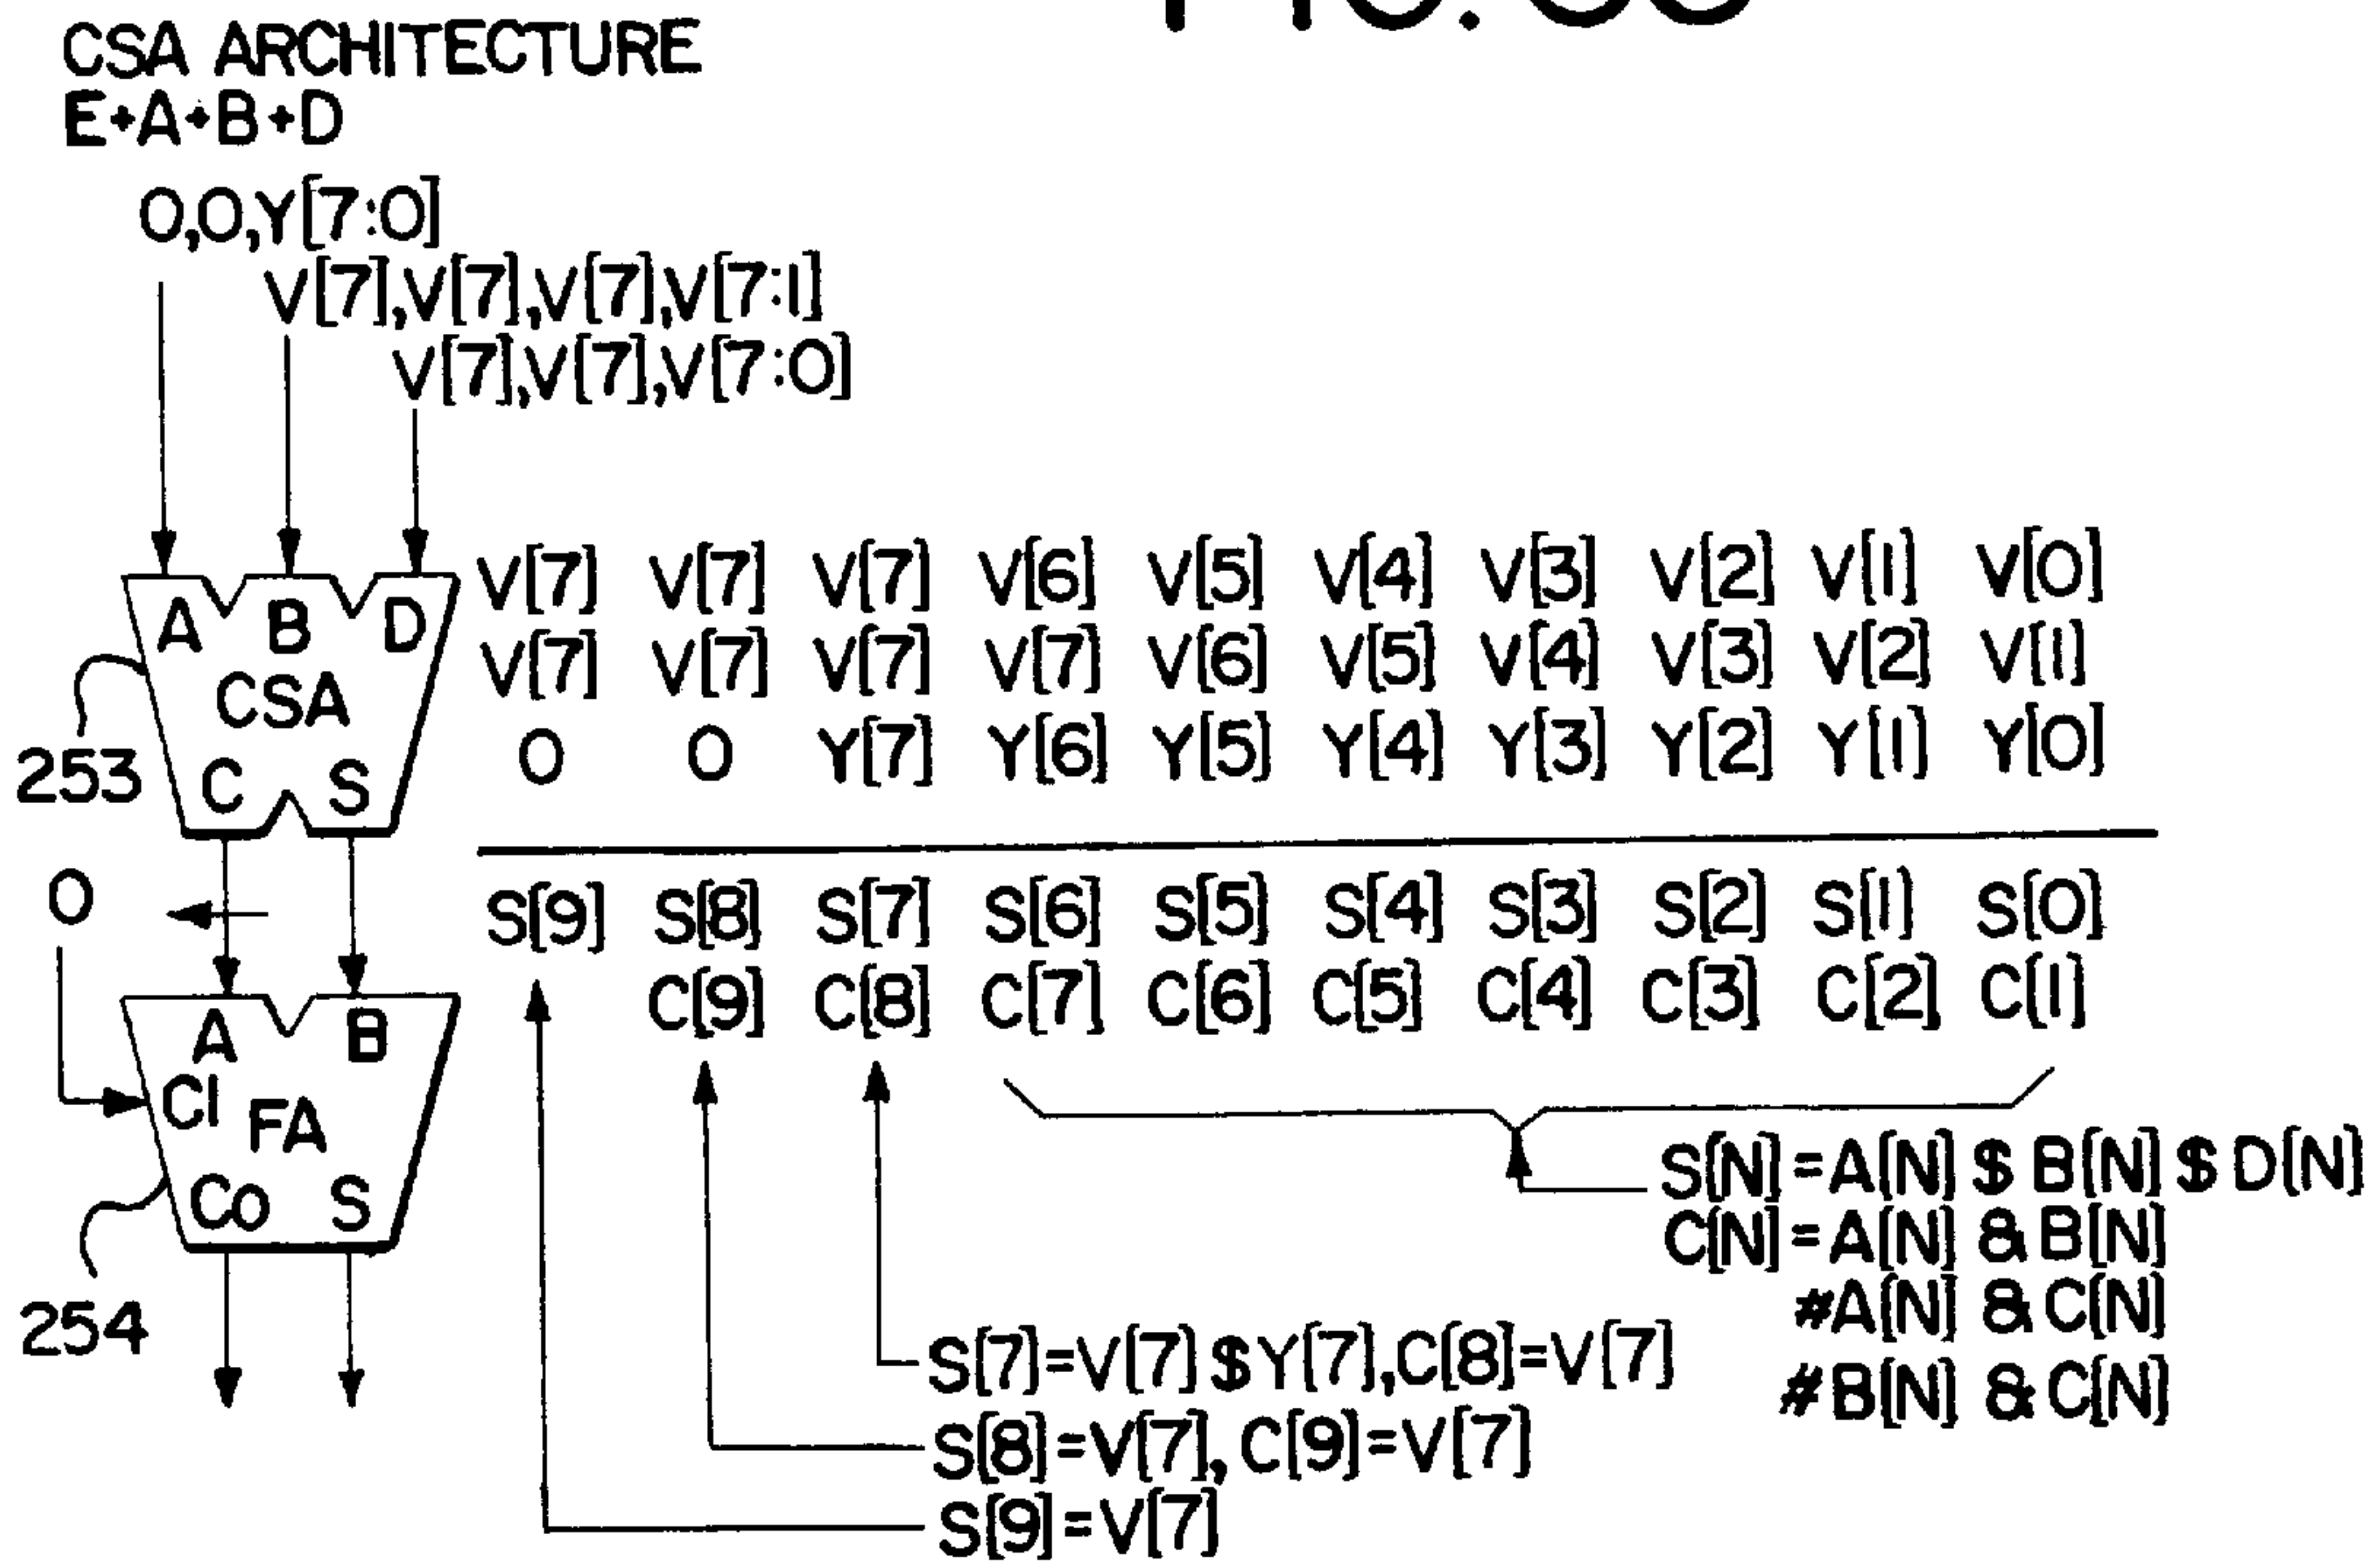 CSA ARCHITECTURE
E+A+B+D
0,0,Y[7:0]
V[7],V[7],V[7],V[7:1]
V[7],V[7],V[7:0]
V[7] V[7] V[7] V[6] V[5] V[4] V[3] V[2] V[1] V[0]
A B D
V[7] V[7] V[7] V[7] V[6] V[5] V[4] V[3] V[2] V[1]
CSA
0 0 Y[7] Y[6] Y[5] Y[4] Y[3] Y[2] Y[1] Y[0]
253
C S
0
S[9] S[8] S[7] S[6] S[5] S[4] S[3] S[2] S[1] S[0]
C[9] C[8] C[7] C[6] C[5] C[4] C[3] C[2] C[1]
A B
CI FA
Co S
254
S[N]=A[N] $ B[N] $ D[N]
C[N]=A[N] & B[N]
#A[N] & C[N]
#B[N] & C[N]
S[7]=V[7] $ Y[7],C[8]=V[7]
S[8]=V[7], C[9]=V[7]
S[9]=V[7]